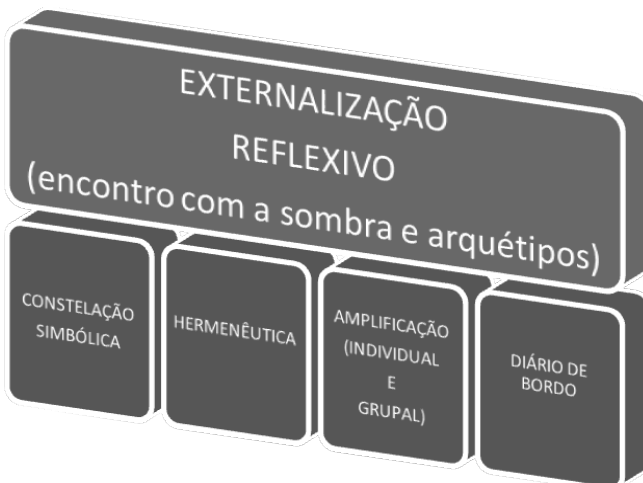 EXTERNALIZAÇÃO
REFLEXIVO
(encontro com a sombra e arquétipos)
CONSTELAÇÃO
SIMBÓLICA
HERMENÊUTICA
AMPLIFICAÇÃO
(INDIVIDUAL
E
GRUPAL)
DIÁRIO DE
BORDO